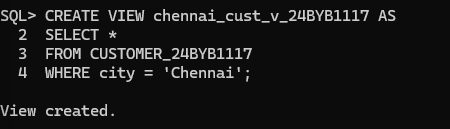 SQL> CREATE VIEW chennai_cust_v_24BYB1117 AS
2 SELECT *
3 FROM CUSTOMER_24BYB1117
4 WHERE city = 'Chennai';
View created.